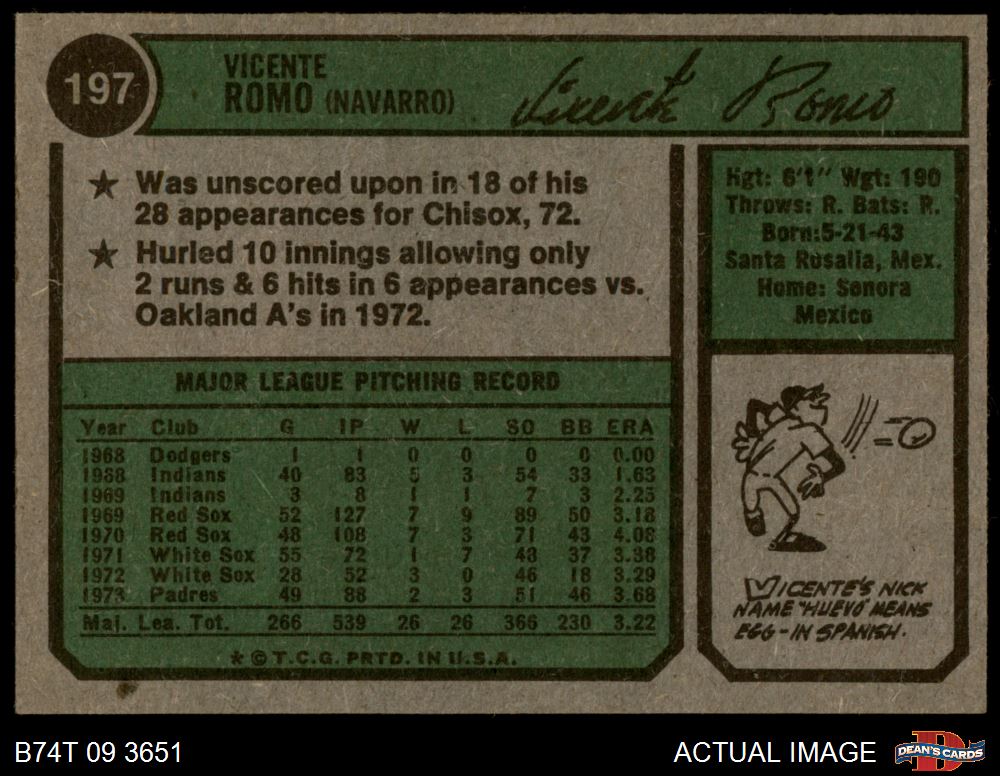 197
VICENTE
ROMO (NAVARRO)
Vicente Romo
★ Was unscored upon in 18 of his
28 appearances for Chisox, 72.
★ Hurled 10 innings allowing only
2 runs & 6 hits in 6 appearances vs.
Oakland A's in 1972.
Hgt: 6'1" Wgt: 190
Throws: R. Bats: R.
Born:5-21-43
Santa Rosalia, Mex.
Home: Senora
Mexico
MAJOR LEAGUE PITCHING RECORD
Year Club G IP W L SO BB ERA
1968 Dodgers 1 1 0 0 0 0 0.00
1968 Indians 40 83 5 3 54 33 1.63
1969 Indians 3 8 1 1 7 3 2.25
1969 Red Sox 52 127 7 9 89 50 3.18
1970 Red Sox 48 108 7 3 71 43 4.08
1971 White Sox 55 72 1 7 48 37 3.38
1972 White Sox 28 52 3 0 46 18 3.29
1973 Padres 49 88 2 3 51 46 3.68
Maj. Lea. Tot. 266 539 26 26 366 230 3.22
* © T.C.G. PRTD. IN U.S.A.
VICENTE'S NICK
NAME "HUEVO" MEANS
EGG - IN SPANISH.
B74T 09 3651
ACTUAL IMAGE
DEAN'S CARDS